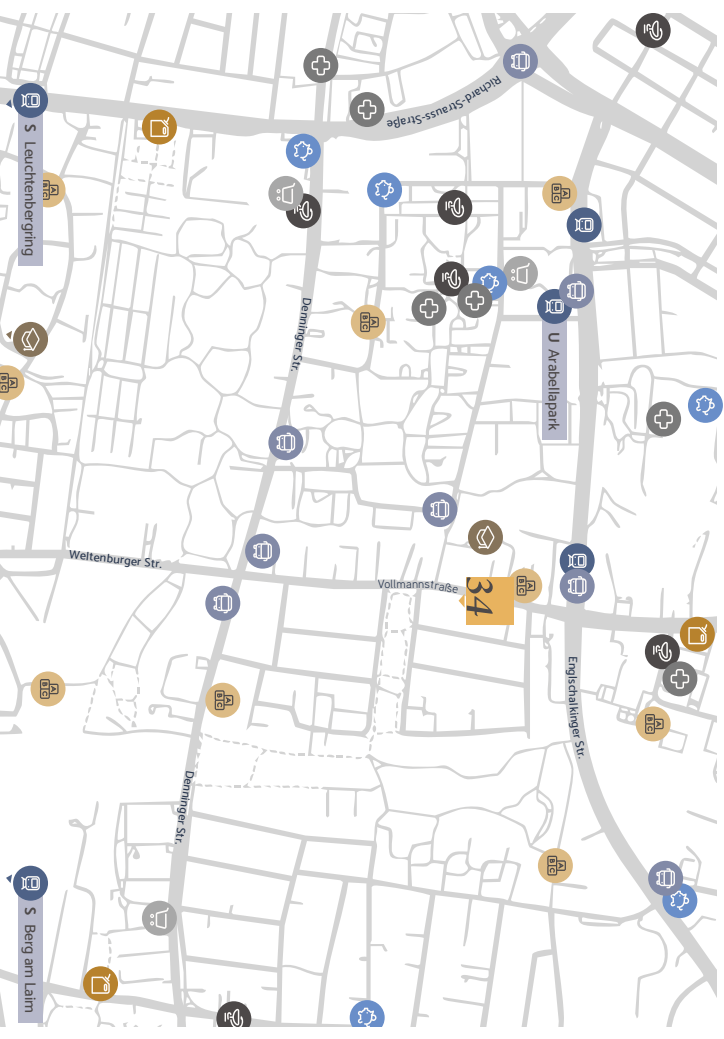 Richard-Strauss-Straße
S Leuchtenbergring
A
B C
A
B C
Denninger Str.
A
B C
A
B C
U Arabellapark
Weltenburger Str.
Vollmannstraße
34
A
B C
Englschalkinger Str.
A
B C
A
B C
A
B C
Denninger Str.
A
B C
S Berg am Laim